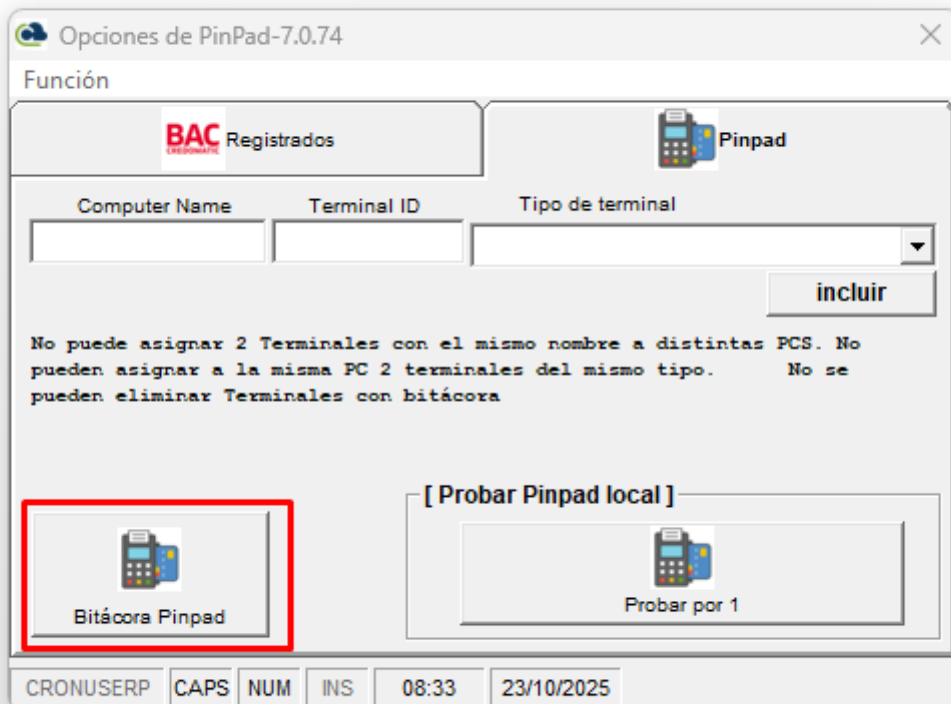 Opciones de PinPad-7.0.74
Función
BAC CREDOMATIC Registrados
Pinpad
Computer Name Terminal ID Tipo de terminal
incluir
No puede asignar 2 Terminales con el mismo nombre a distintas PCS. No
pueden asignar a la misma PC 2 terminales del mismo tipo. No se
pueden eliminar Terminales con bitácora
[ Probar Pinpad local ]
Bitácora Pinpad
Probar por 1
CRONUSERP CAPS NUM INS 08:33 23/10/2025